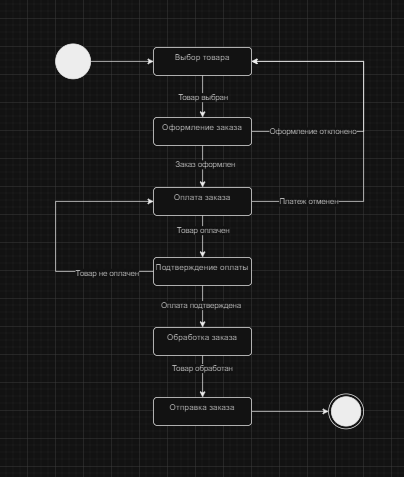 Выбор товара
Товар выбран
Оформление заказа
Оформление отклонено
Заказ оформлен
Оплата заказа
Платеж отменен
Товар оплачен
Подтверждение оплаты
Товар не оплачен
Оплата подтверждена
Обработка заказа
Товар обработан
Отправка заказа